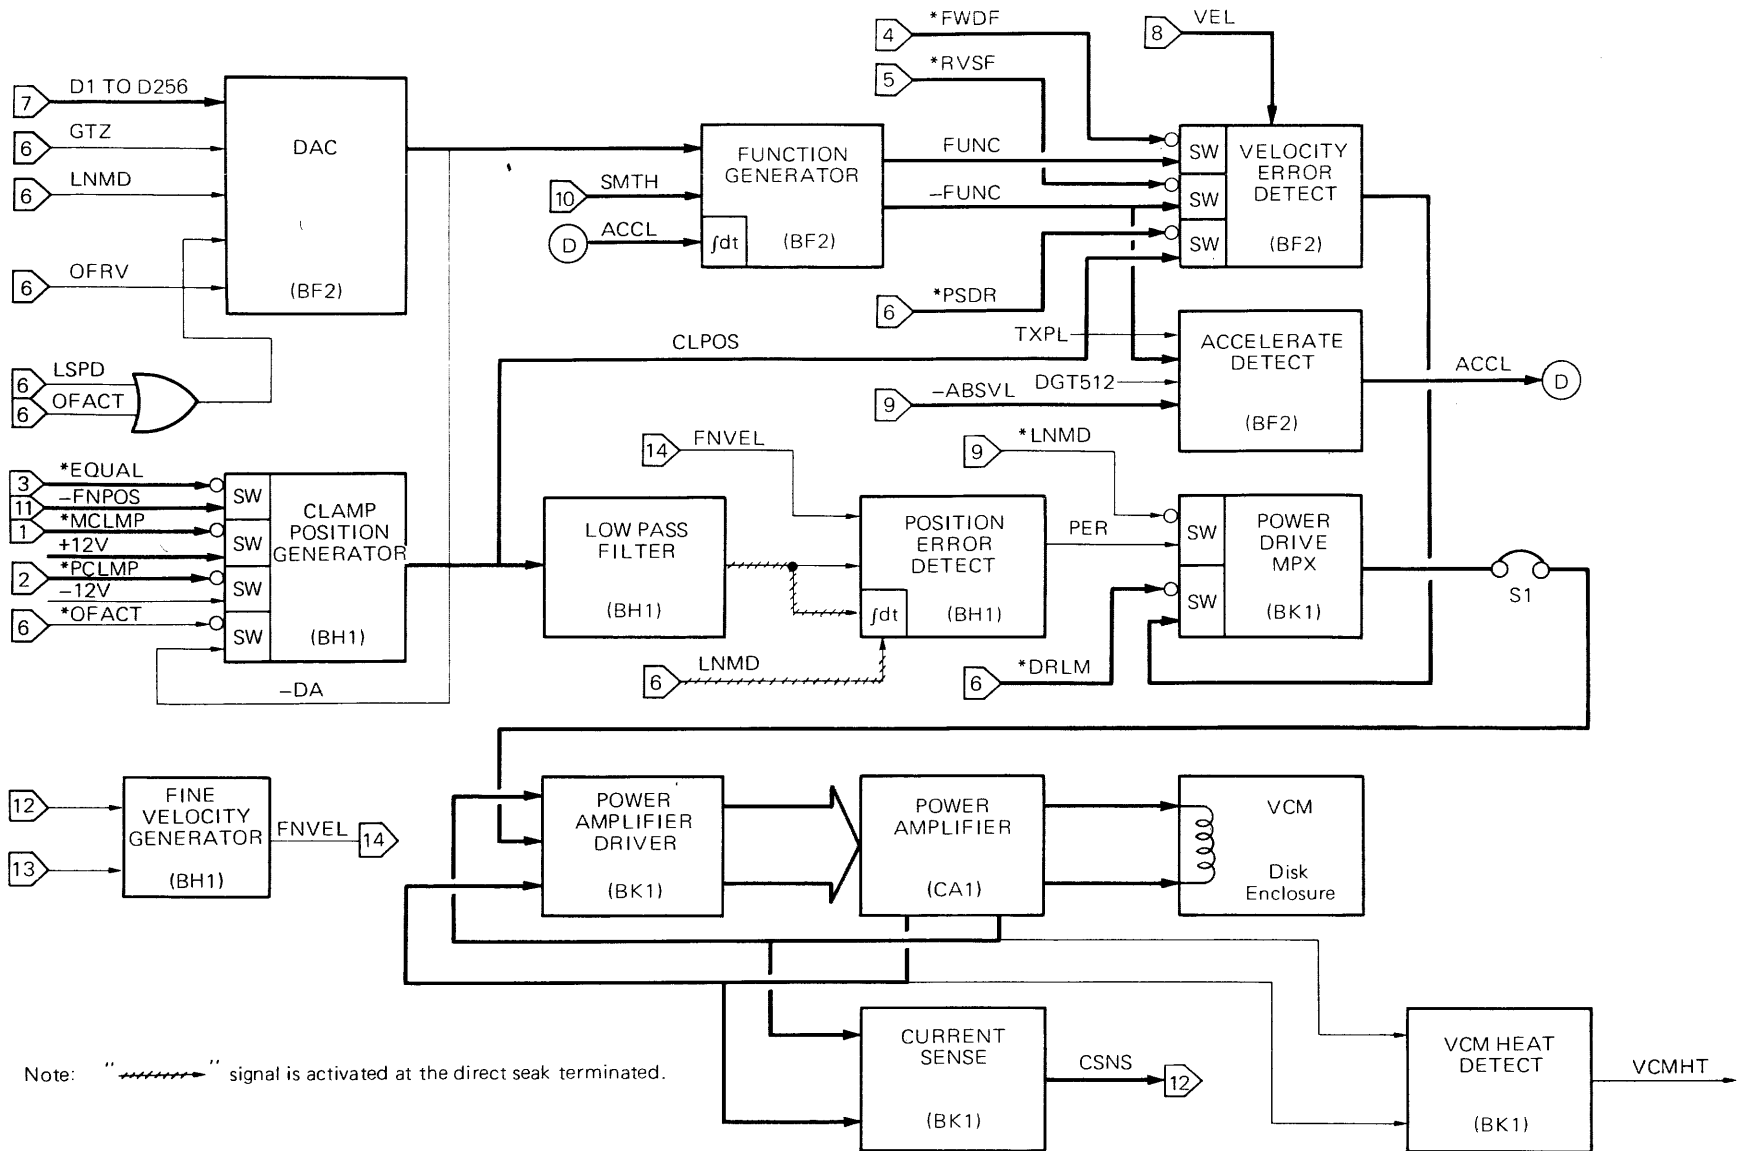 4 *FWDF
8 VEL
5 *RVSF
7 D1 TO D256
6 GTZ
6 LNMD
6 OFRV
DAC
(BF2)
10 SMTH
D ACCL
FUNCTION
GENERATOR
∫dt
(BF2)
FUNC
−FUNC
SW
SW
SW
VELOCITY
ERROR
DETECT
(BF2)
6 *PSDR
CLPOS
TXPL
DGT512
9 −ABSVL
ACCELERATE
DETECT
(BF2)
ACCL
D
6 LSPD
6 OFACT
3 *EQUAL
11 −FNPOS
1 *MCLMP
+12V
2 *PCLMP
−12V
6 *OFACT
SW
SW
SW
SW
CLAMP
POSITION
GENERATOR
(BH1)
−DA
LOW PASS
FILTER
(BH1)
14 FNVEL
6 LNMD
POSITION
ERROR
DETECT
∫dt
(BH1)
PER
9 *LNMD
6 *DRLM
SW
SW
POWER
DRIVE
MPX
(BK1)
S1
12
13
FINE
VELOCITY
GENERATOR
(BH1)
FNVEL
14
POWER
AMPLIFIER
DRIVER
(BK1)
POWER
AMPLIFIER
(CA1)
VCM
Disk
Enclosure
CURRENT
SENSE
(BK1)
CSNS
12
VCM HEAT
DETECT
(BK1)
VCMHT
Note: " " signal is activated at the direct seak terminated.